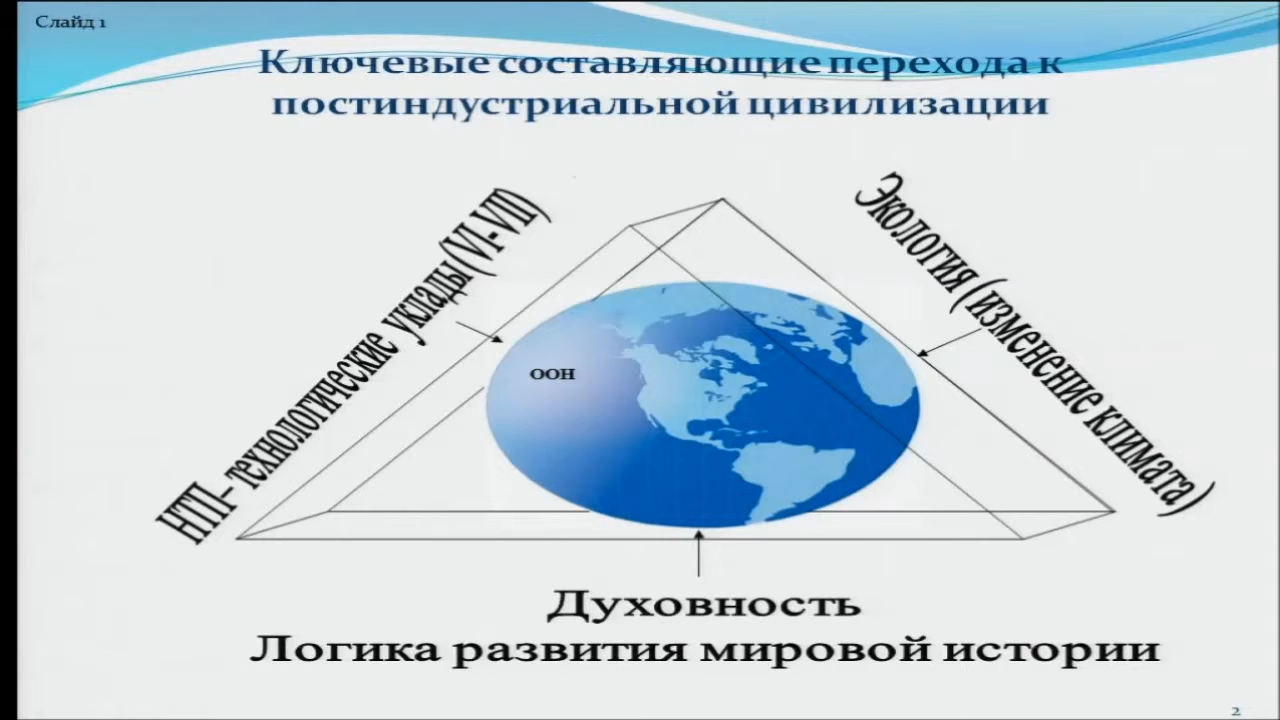 Слайд 1
Ключевые составляющие перехода к
постиндустриальной цивилизации
НТП– технологические уклады(VI-VII)
Экология (изменение климата)
ООН
Духовность
Логика развития мировой истории
2